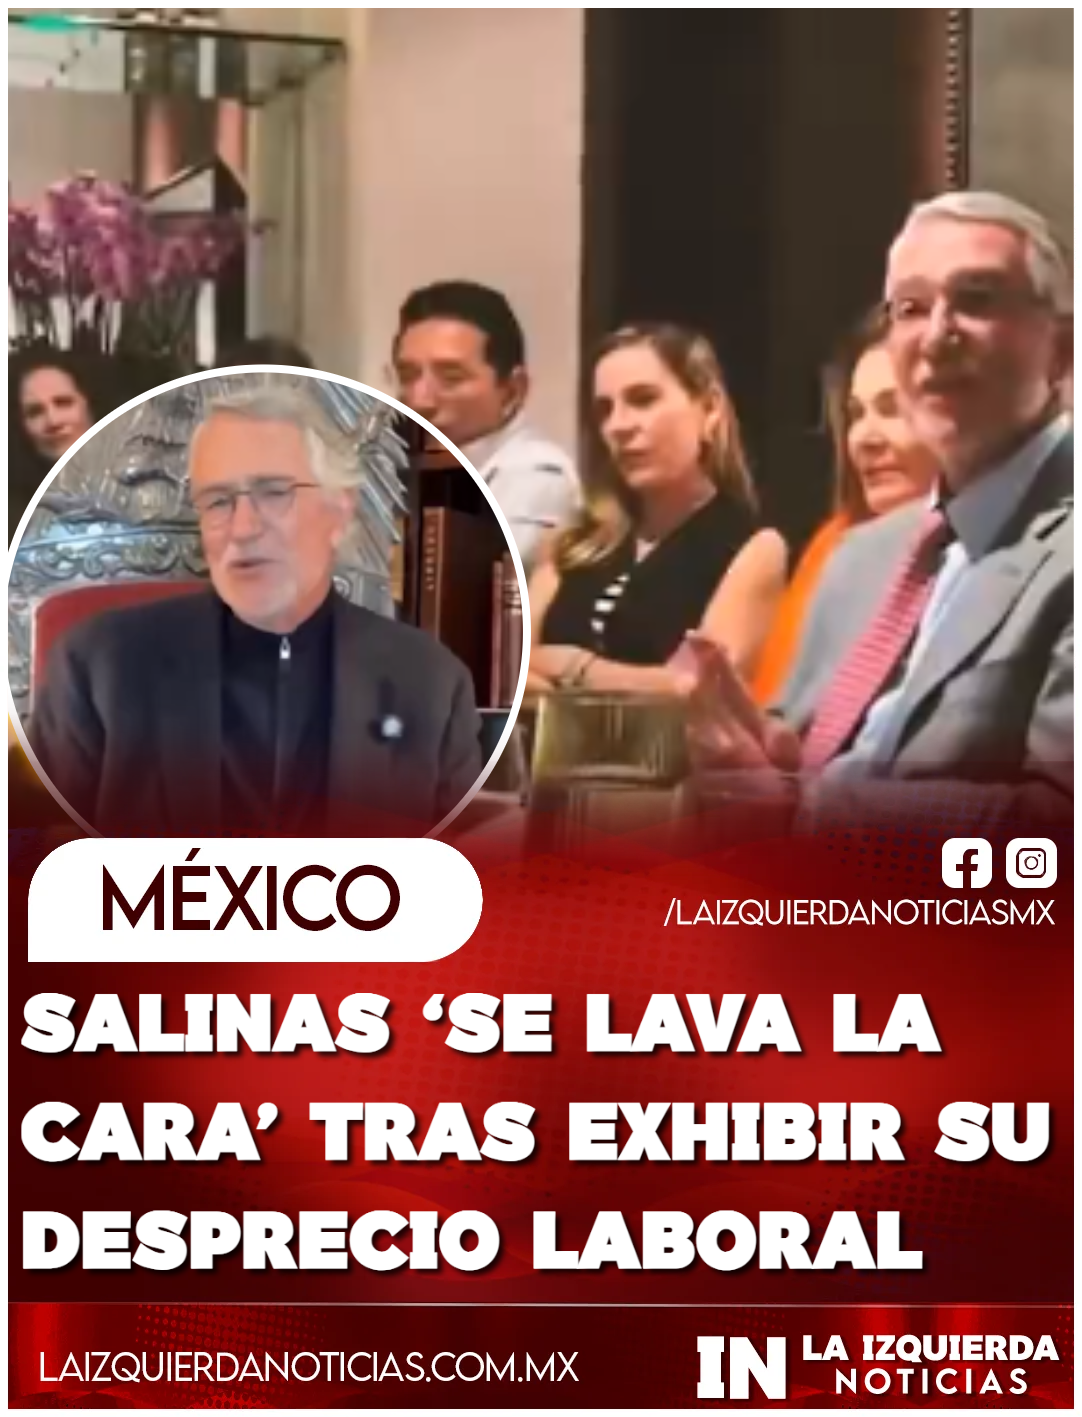 MÉXICO
/LAIZQUIERDANOTICIASMX
SALINAS ‘SE LAVA LA
CARA’ TRAS EXHIBIR SU
DESPRECIO LABORAL
LAIZQUIERDANOTICIAS.COM.MX
IN LA IZQUIERDA
NOTICIAS